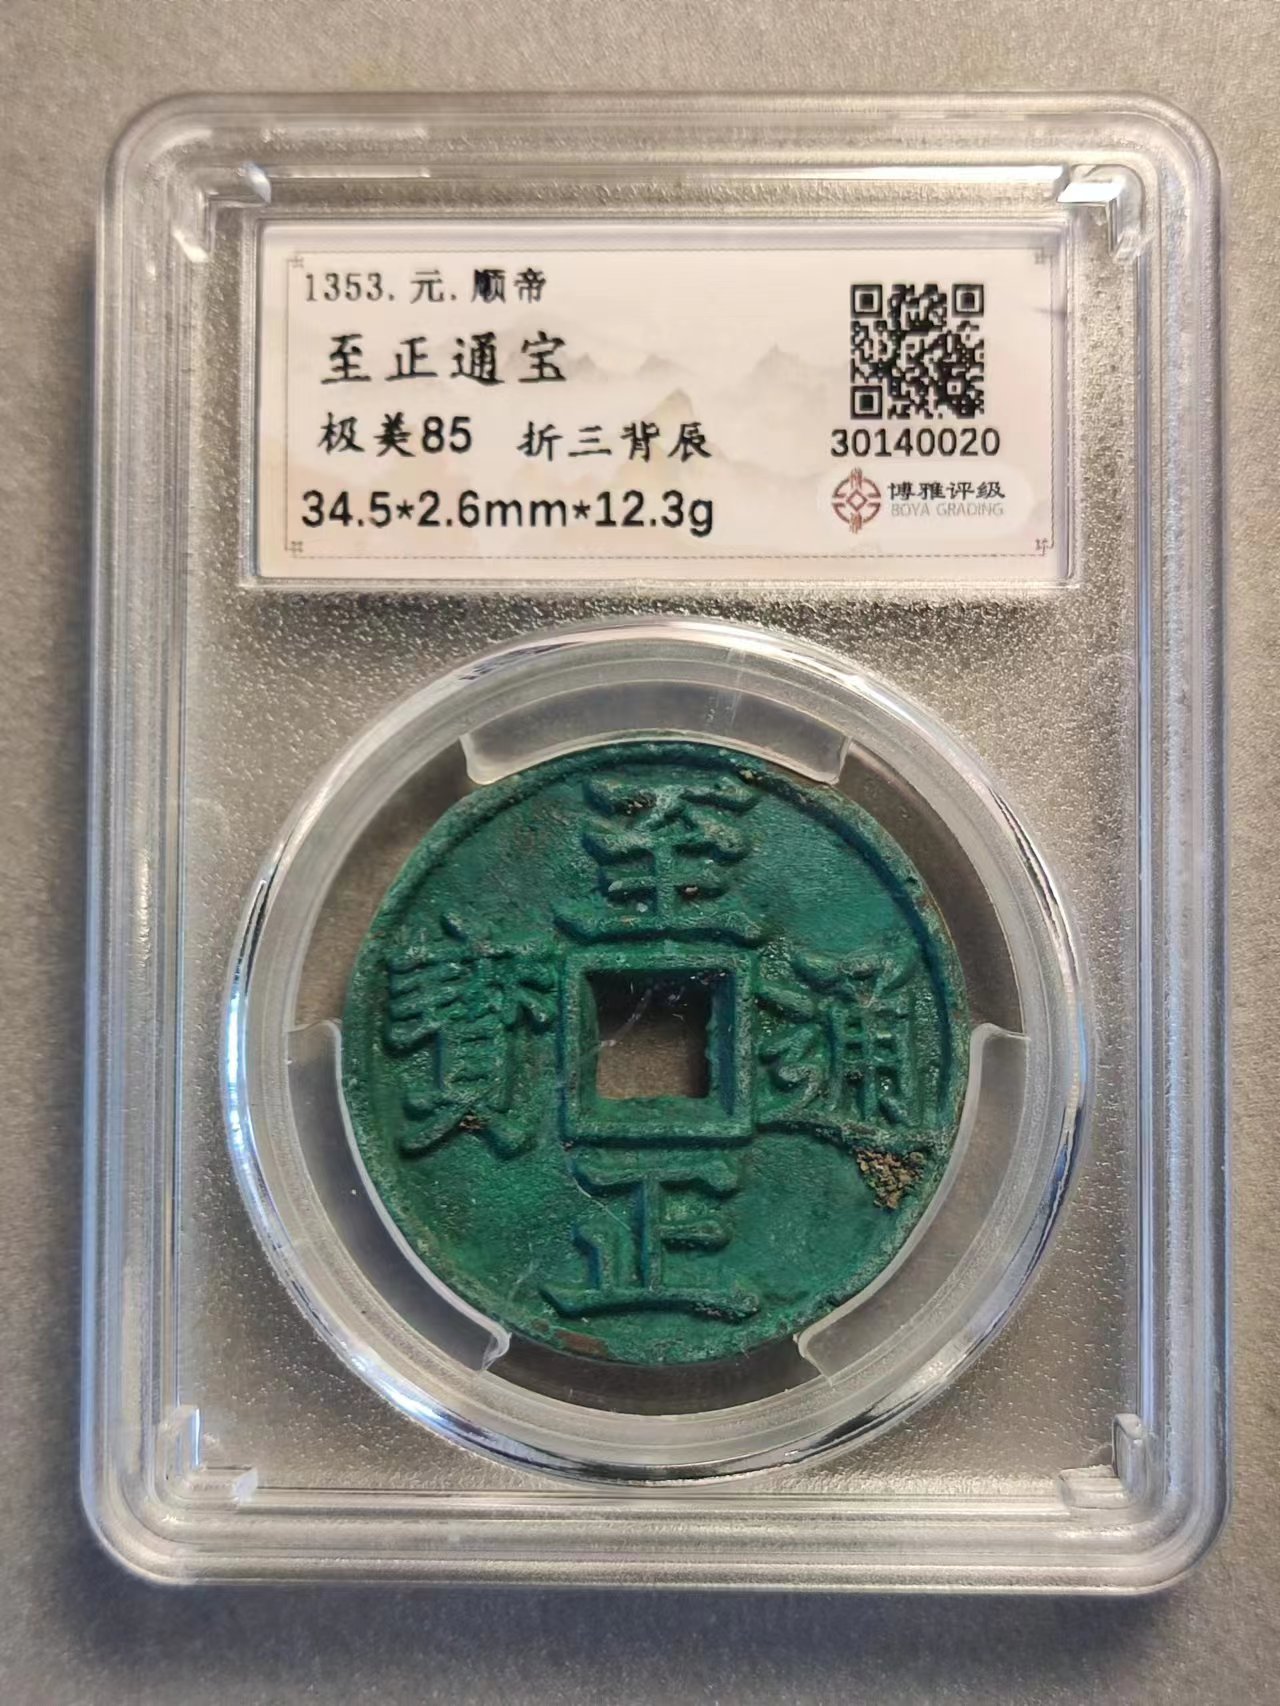 1353.元.顺帝
至正通宝
极美85 折三背辰
34.5*2.6mm*12.3g
30140020
博雅评级
BOYA GRADING
至
正
通
寶